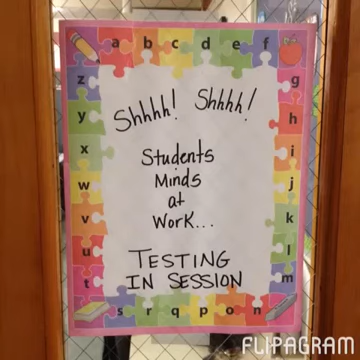 a b c d e f
g
h
i
j
k
l
m
n
o
p
q
r
s
t
u
v
w
x
y
z
Shhhh! Shhhh!
Students
Minds
at
Work...
TESTING
IN SESSION
FLIPAGRAM